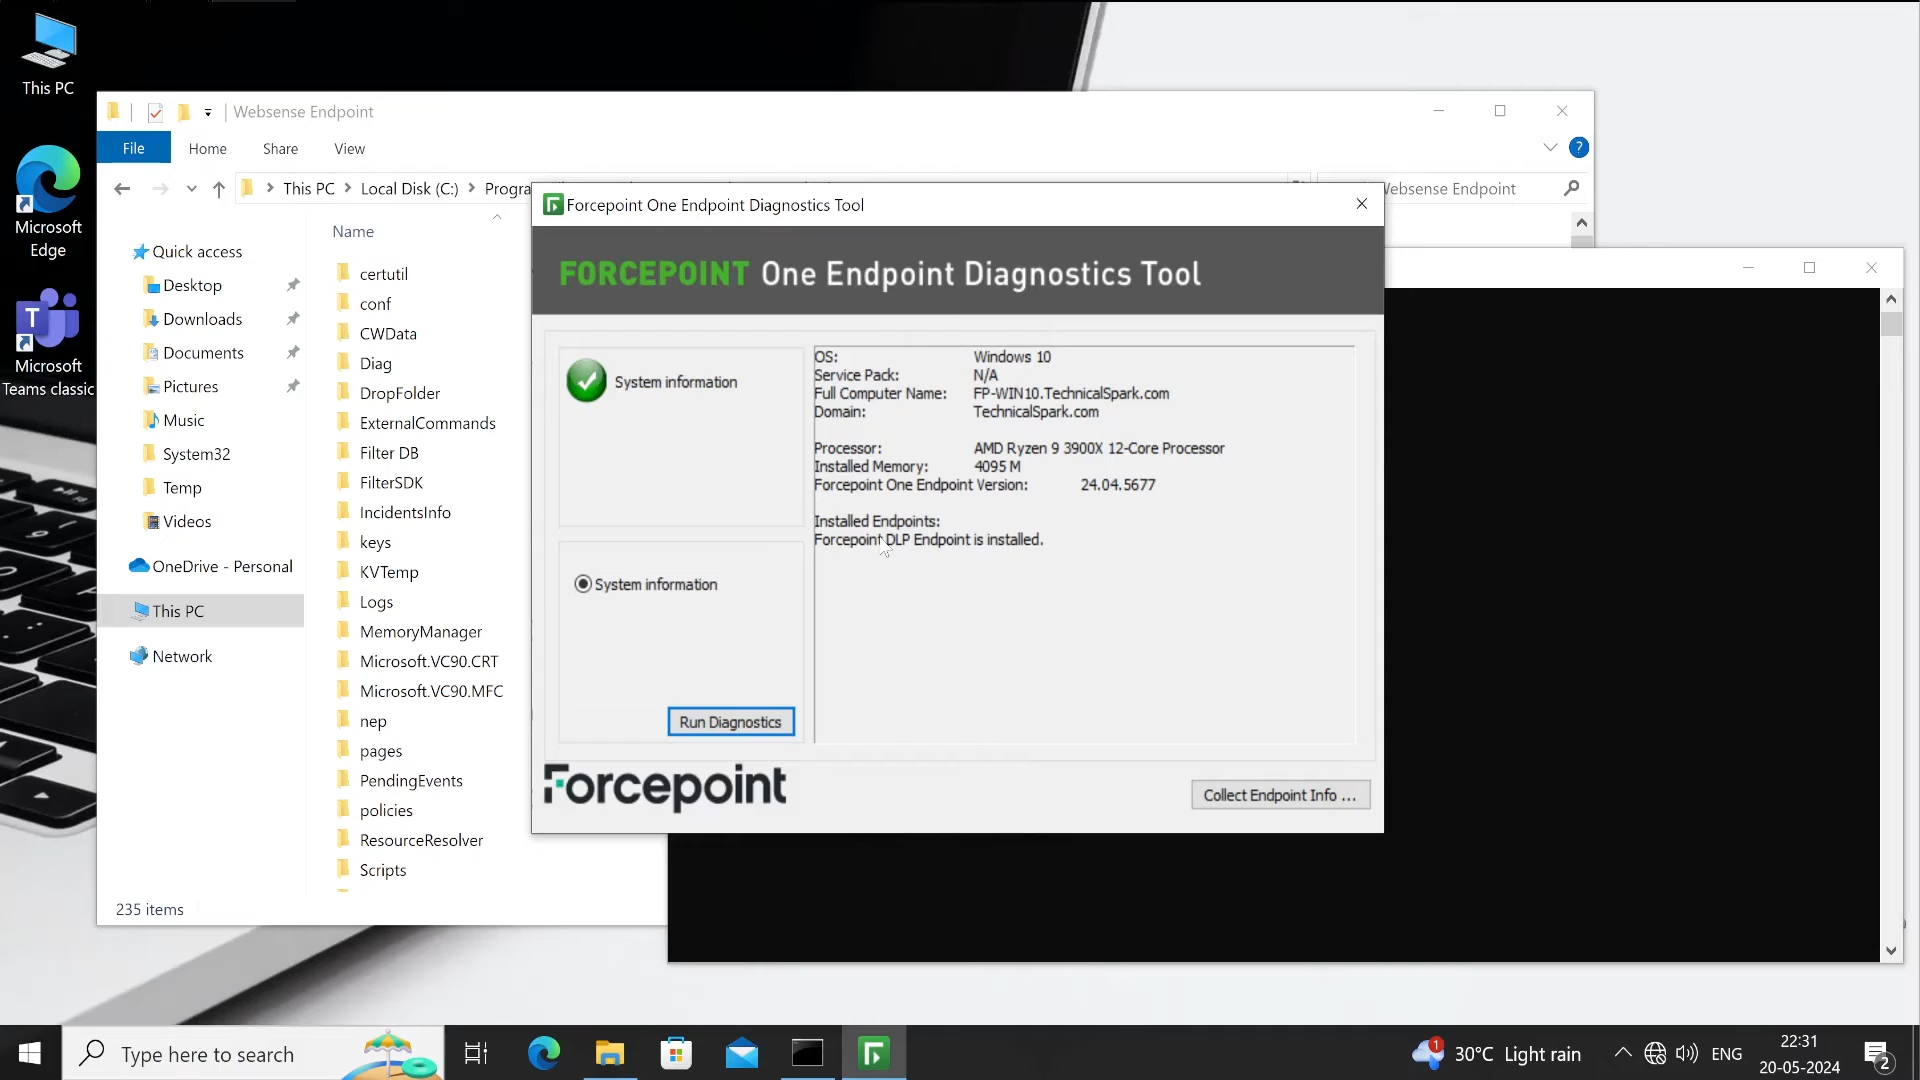 This PC
Microsoft
Edge
Microsoft
Teams classic
Websense Endpoint
File
Home
Share
View
This PC
Local Disk (C:)
Progra
Websense Endpoint
Name
Quick access
Desktop
Downloads
Documents
Pictures
Music
System32
Temp
Videos
OneDrive - Personal
This PC
Network
certutil
conf
CWData
Diag
DropFolder
ExternalCommands
Filter DB
FilterSDK
IncidentsInfo
keys
KVTemp
Logs
MemoryManager
Microsoft.VC90.CRT
Microsoft.VC90.MFC
nep
pages
PendingEvents
policies
ResourceResolver
Scripts
235 items
Forcepoint One Endpoint Diagnostics Tool
FORCEPOINT One Endpoint Diagnostics Tool
System information
System information
Run Diagnostics
OS: Windows 10
Service Pack: N/A
Full Computer Name: FP-WIN10.TechnicalSpark.com
Domain: TechnicalSpark.com
Processor: AMD Ryzen 9 3900X 12-Core Processor
Installed Memory: 4095 M
Forcepoint One Endpoint Version: 24.04.5677
Installed Endpoints:
Forcepoint DLP Endpoint is installed.
Forcepoint
Collect Endpoint Info ...
Type here to search
1
30°C Light rain
ENG
22:31
20-05-2024
2